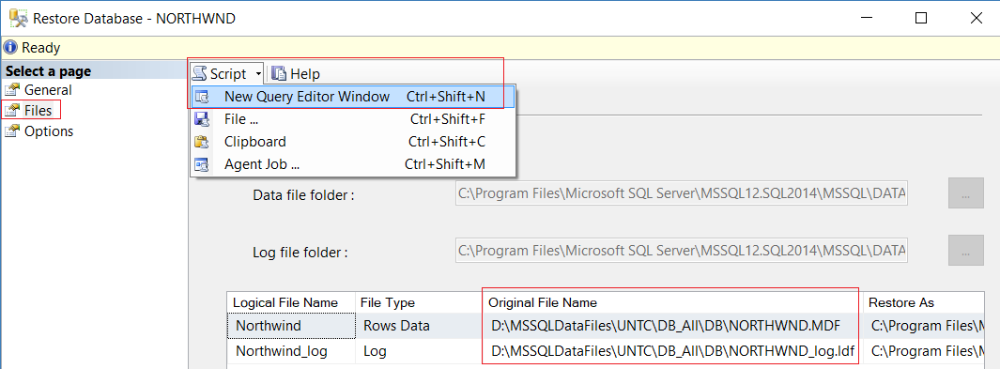 Restore Database - NORTHWND
Ready
Select a page
General
Files
Options
Script
Help
New Query Editor Window Ctrl+Shift+N
File ... Ctrl+Shift+F
Clipboard Ctrl+Shift+C
Agent Job ... Ctrl+Shift+M
Data file folder : C:\Program Files\Microsoft SQL Server\MSSQL12.SQL2014\MSSQL\DATA ...
Log file folder : C:\Program Files\Microsoft SQL Server\MSSQL12.SQL2014\MSSQL\DATA ...
Logical File Name File Type Original File Name Restore As
Northwind Rows Data D:\MSSQLDataFiles\UNTC\DB_All\DB\NORTHWND.MDF C:\Program Files\M
Northwind_log Log D:\MSSQLDataFiles\UNTC\DB_All\DB\NORTHWND_log.ldf C:\Program Files\M